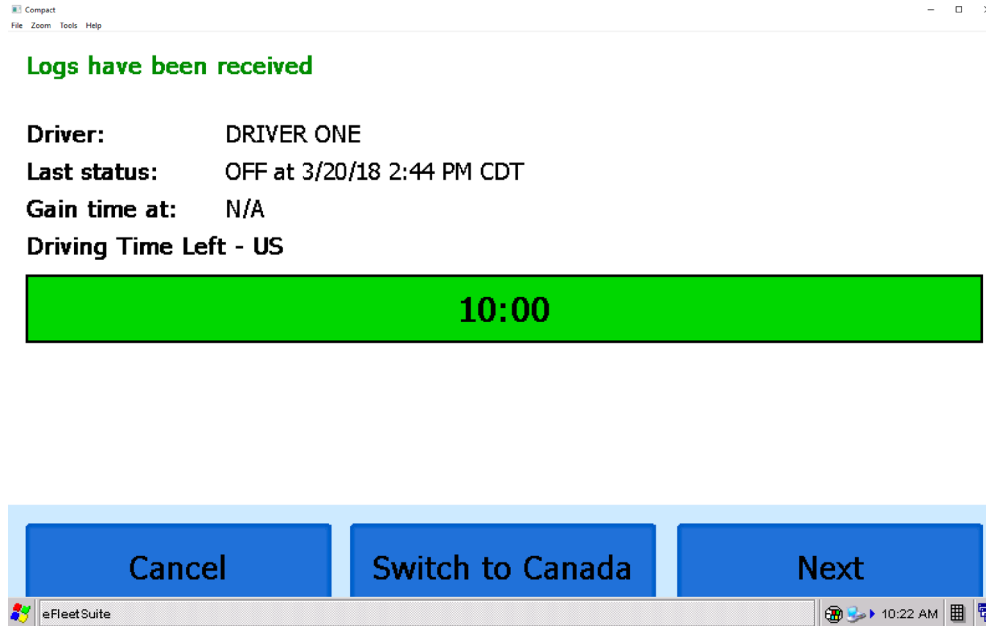 Compact
File Zoom Tools Help
Logs have been received
Driver: DRIVER ONE
Last status: OFF at 3/20/18 2:44 PM CDT
Gain time at: N/A
Driving Time Left - US
10:00
Cancel Switch to Canada Next
eFleetSuite 10:22 AM